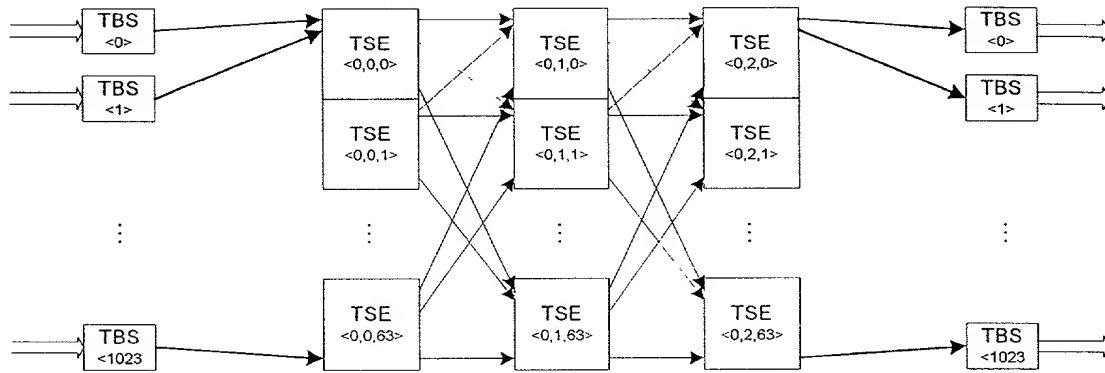 TBS
<0>
TSE
<0,0,0>
TSE
<0,1,0>
TSE
<0,2,0>
TBS
<0>
TBS
<1>
TSE
<0,0,1>
TSE
<0,1,1>
TSE
<0,2,1>
TBS
<1>
TBS
<1023
TSE
<0,0,63>
TSE
<0,1,63>
TSE
<0,2,63>
TBS
<1023